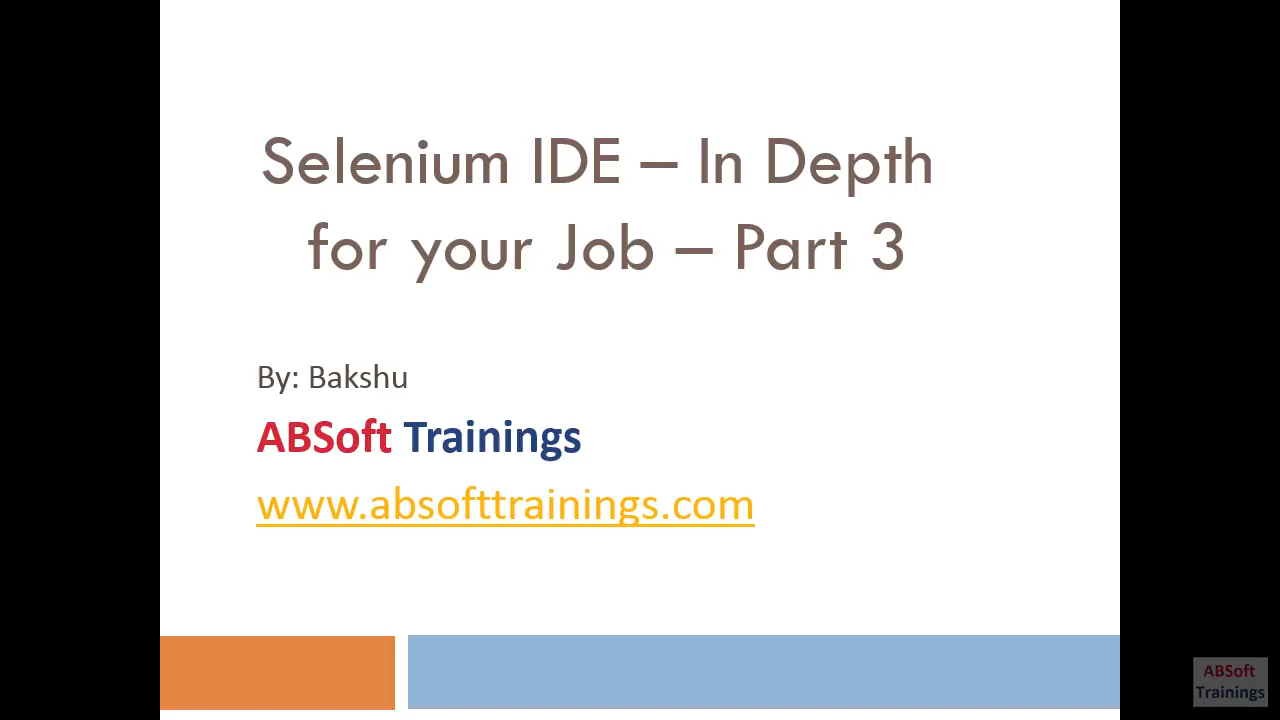 Selenium IDE – In Depth
for your Job – Part 3
By: Bakshu
ABSoft Trainings
www.absofttrainings.com
ABSoft
Trainings